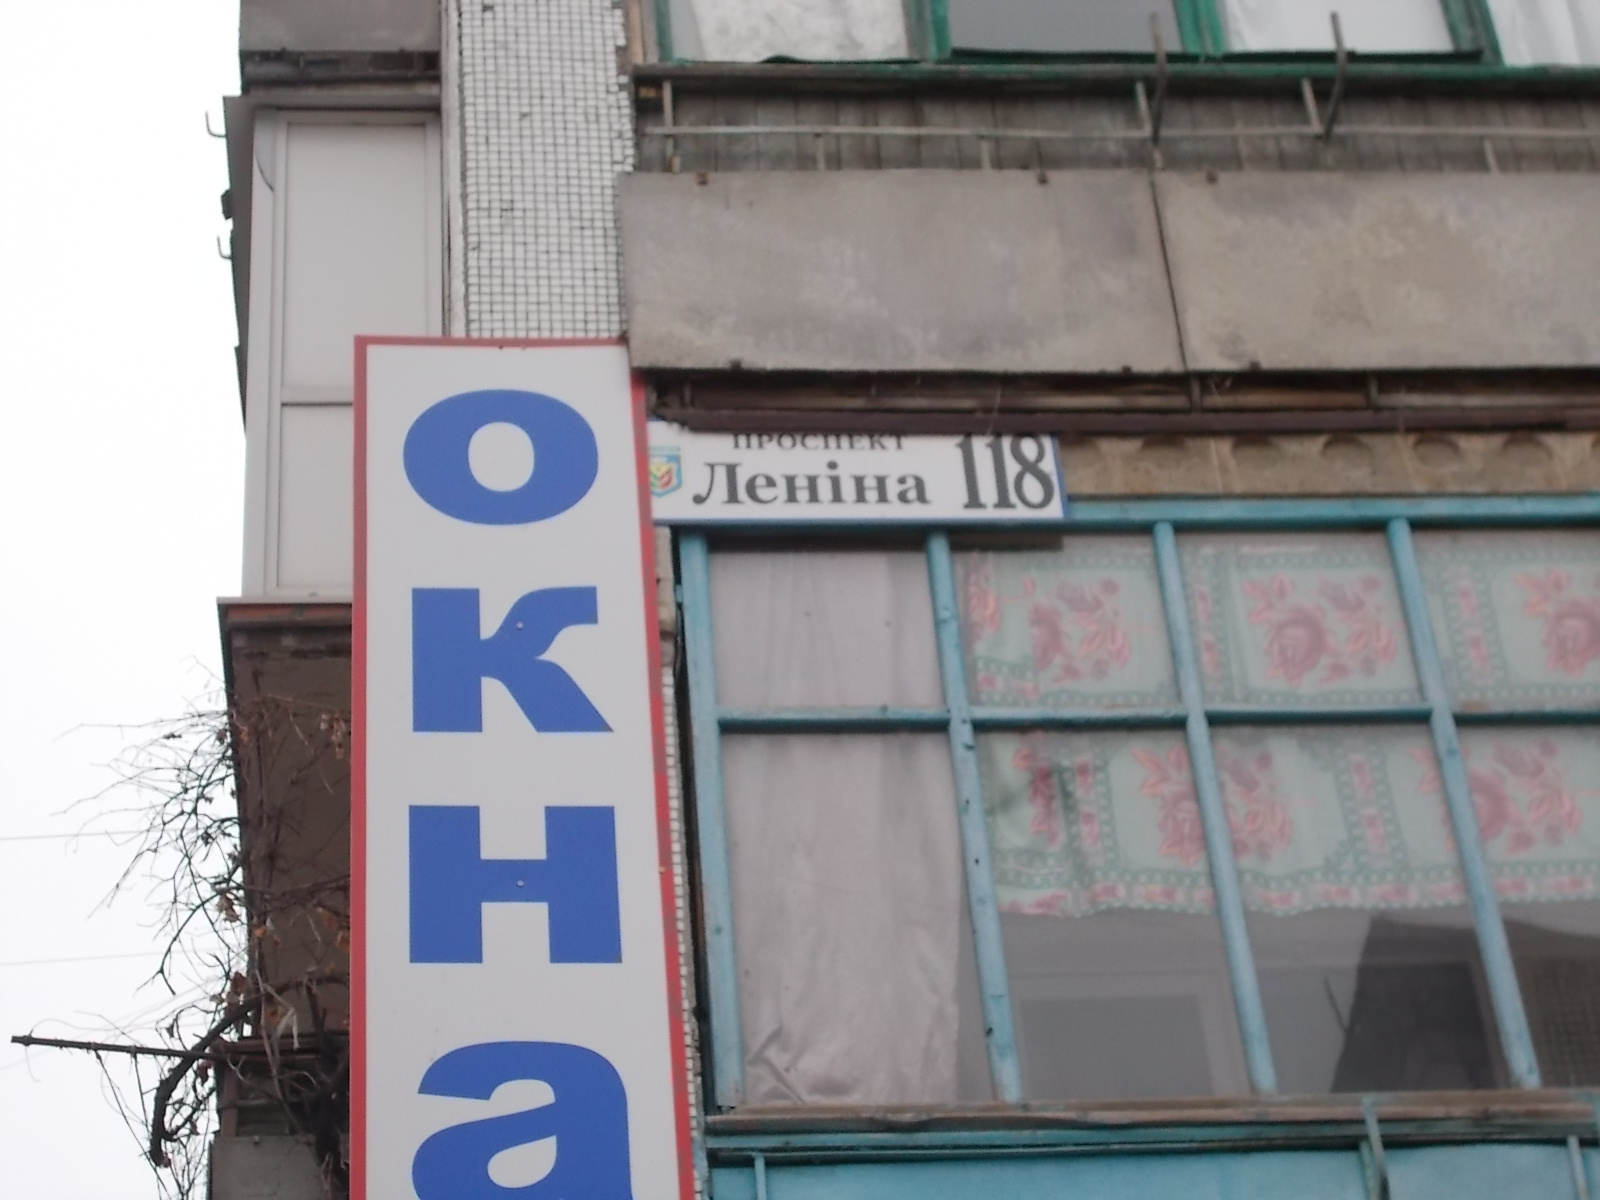 окна
проспект
Леніна 118